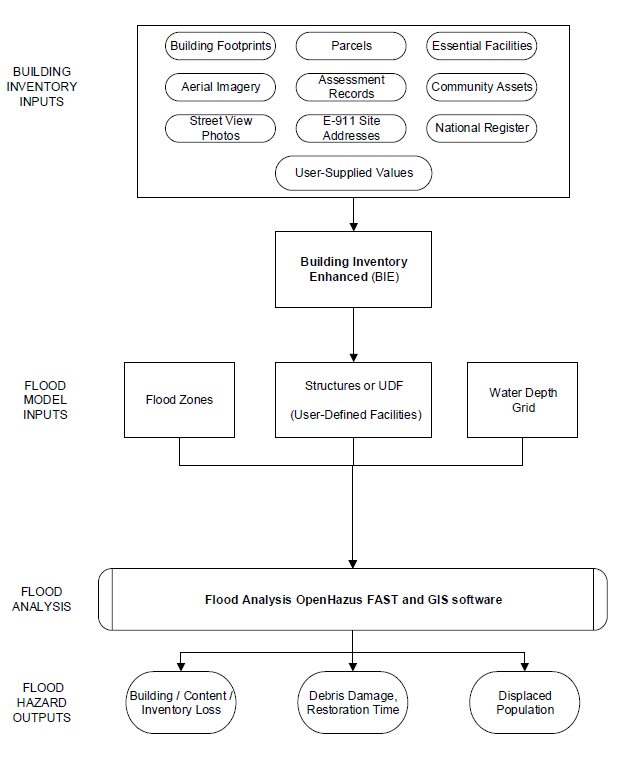 BUILDING
INVENTORY
INPUTS
Building Footprints
Parcels
Essential Facilities
Aerial Imagery
Assessment
Records
Community Assets
Street View
Photos
E-911 Site
Addresses
National Register
User-Supplied Values
Building Inventory
Enhanced (BIE)
FLOOD
MODEL
INPUTS
Flood Zones
Structures or UDF
(User-Defined Facilities)
Water Depth
Grid
FLOOD
ANALYSIS
Flood Analysis OpenHazus FAST and GIS software
FLOOD
HAZARD
OUTPUTS
Building / Content /
Inventory Loss
Debris Damage,
Restoration Time
Displaced
Population